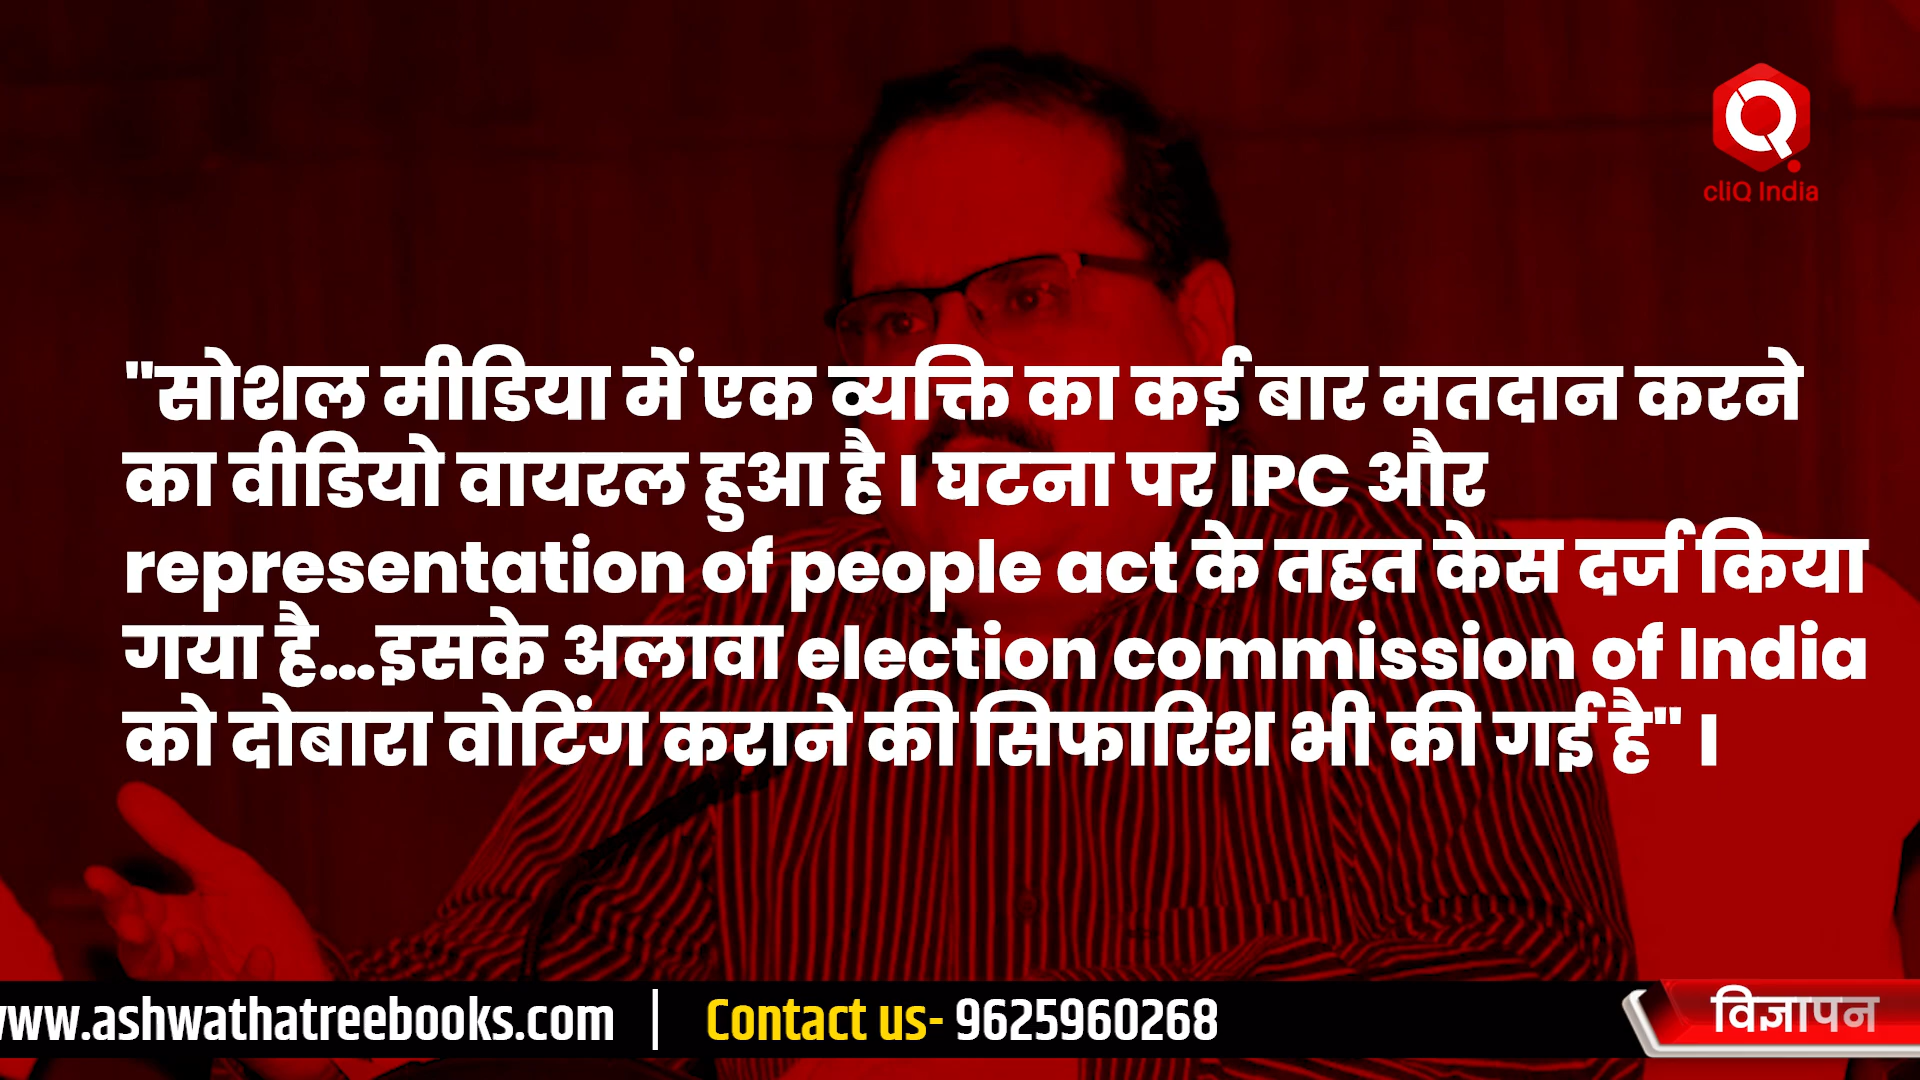 cliQ India
"सोशल मीडिया में एक व्यक्ति का कई बार मतदान करने
का वीडियो वायरल हुआ है । घटना पर IPC और
representation of people act के तहत केस दर्ज किया
गया है...इसके अलावा election commission of India
को दोबारा वोटिंग कराने की सिफारिश भी की गई है" ।
www.ashwathatreebooks.com | Contact us- 9625960268
विज्ञापन